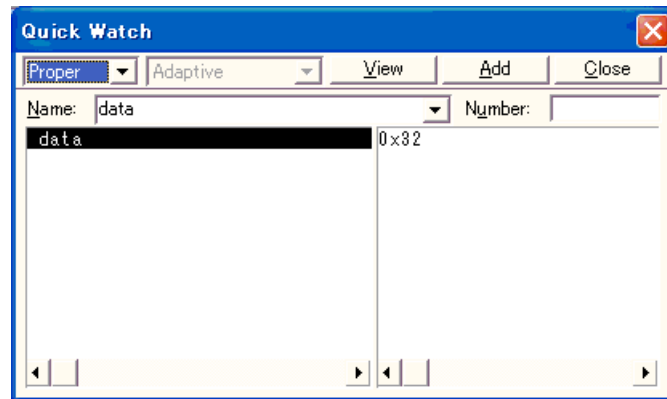 Quick Watch
Proper Adaptive View Add Close
Name: data Number:
data 0x32